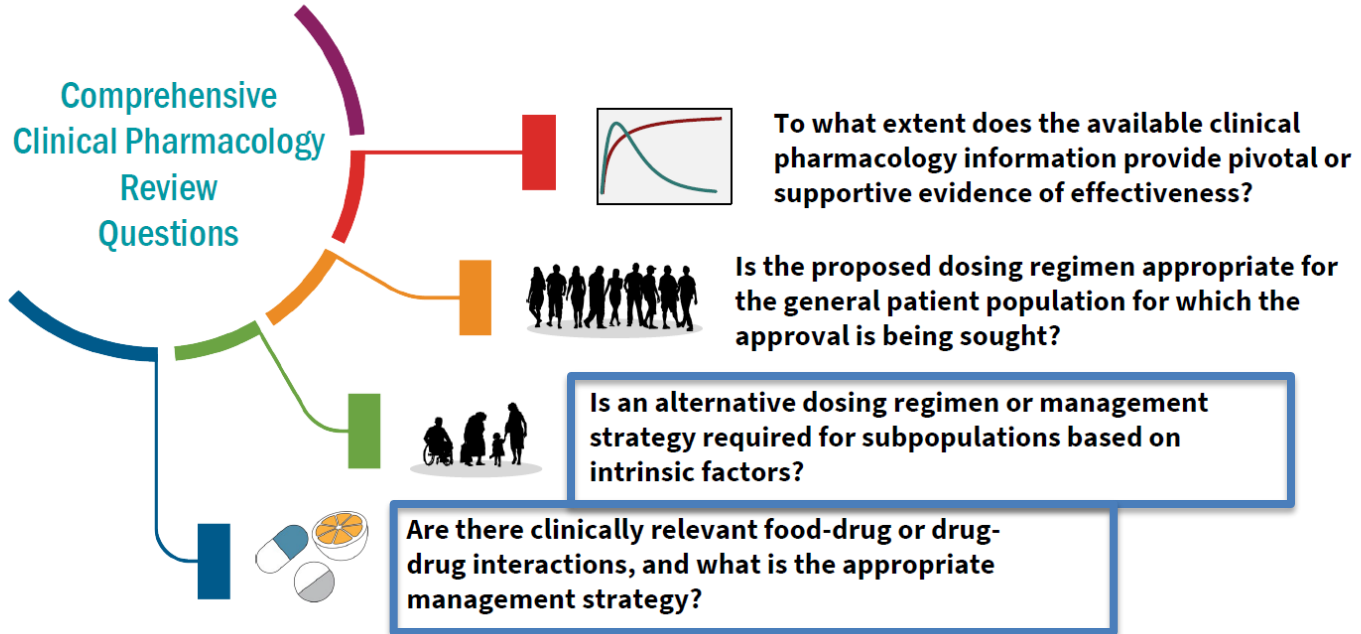 Comprehensive
Clinical Pharmacology
Review
Questions
To what extent does the available clinical
pharmacology information provide pivotal or
supportive evidence of effectiveness?
Is the proposed dosing regimen appropriate for
the general patient population for which the
approval is being sought?
Is an alternative dosing regimen or management
strategy required for subpopulations based on
intrinsic factors?
Are there clinically relevant food-drug or drug-
drug interactions, and what is the appropriate
management strategy?